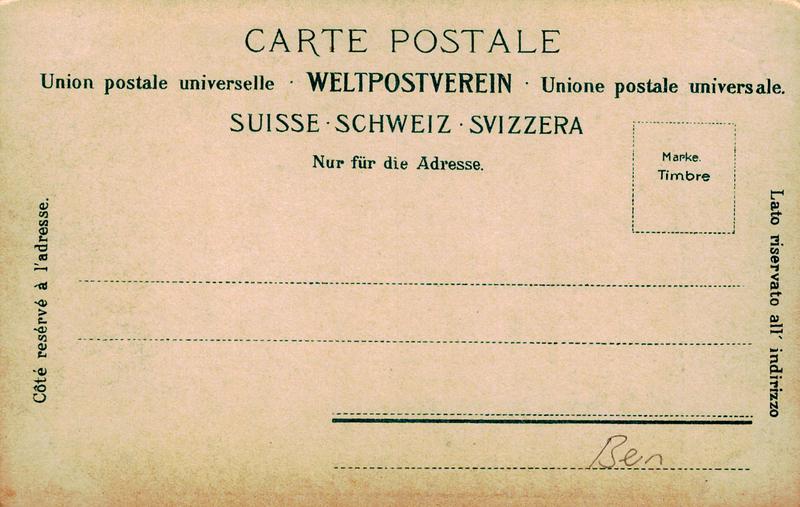 CARTE POSTALE
Union postale universelle · WELTPOSTVEREIN · Unione postale universale.
SUISSE · SCHWEIZ · SVIZZERA
Nur für die Adresse.
Marke.
Timbre
Côté resérvé à l'adresse.
Lato riservato all' indirizzo
Ben